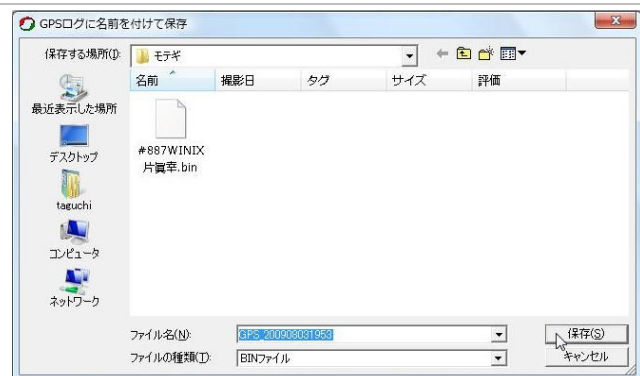 GPSログに名前を付けて保存
保存する場所(I):
モテギ
名前
撮影日
タグ
サイズ
評価
最近表示した場所
デスクトップ
taguchi
コンピュータ
ネットワーク
#887WINIX
片眞幸.bin
ファイル名(N):
GPS_200908031953
保存(S)
ファイルの種類(T):
BINファイル
キャンセル